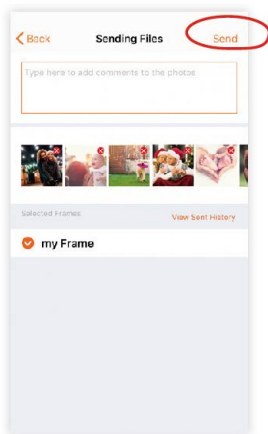 Back Sending Files Send
Type here to add comments to the photos
Selected Frames View Sent History
my Frame